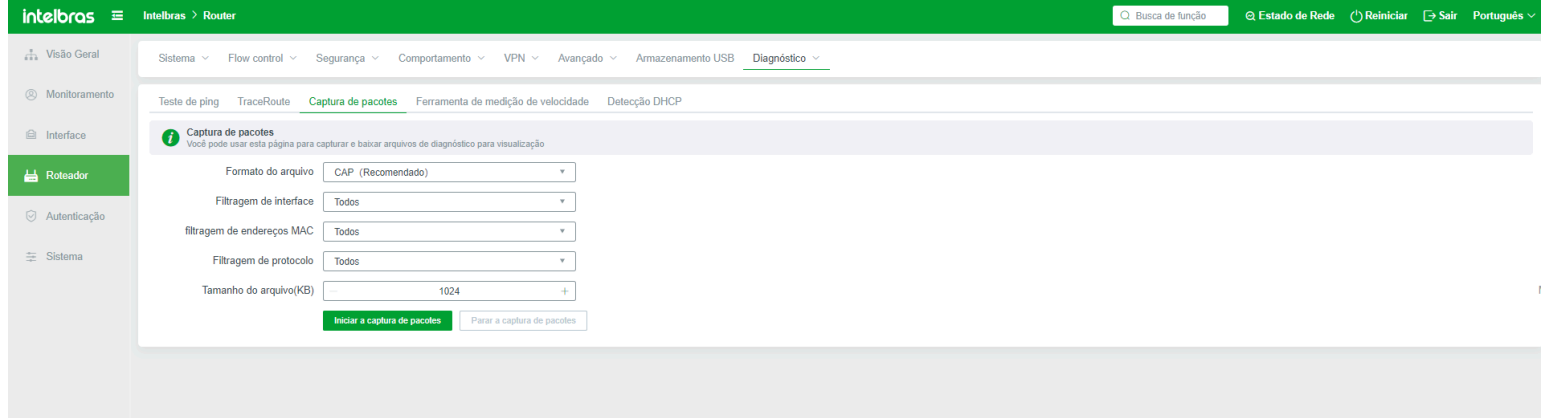 intelbras Intelbras > Router Busca de função Estado de Rede Reiniciar Sair Português
Visão Geral
Monitoramento
Interface
Roteador
Autenticação
Sistema
Sistema Flow control Segurança Comportamento VPN Avançado Armazenamento USB Diagnóstico
Teste de ping TraceRoute Captura de pacotes Ferramenta de medição de velocidade Detecção DHCP
Captura de pacotes
Você pode usar esta página para capturar e baixar arquivos de diagnóstico para visualização
Formato do arquivo CAP (Recomendado)
Filtragem de interface Todos
filtragem de endereços MAC Todos
Filtragem de protocolo Todos
Tamanho do arquivo(KB) − 1024 +
Iniciar a captura de pacotes Parar a captura de pacotes